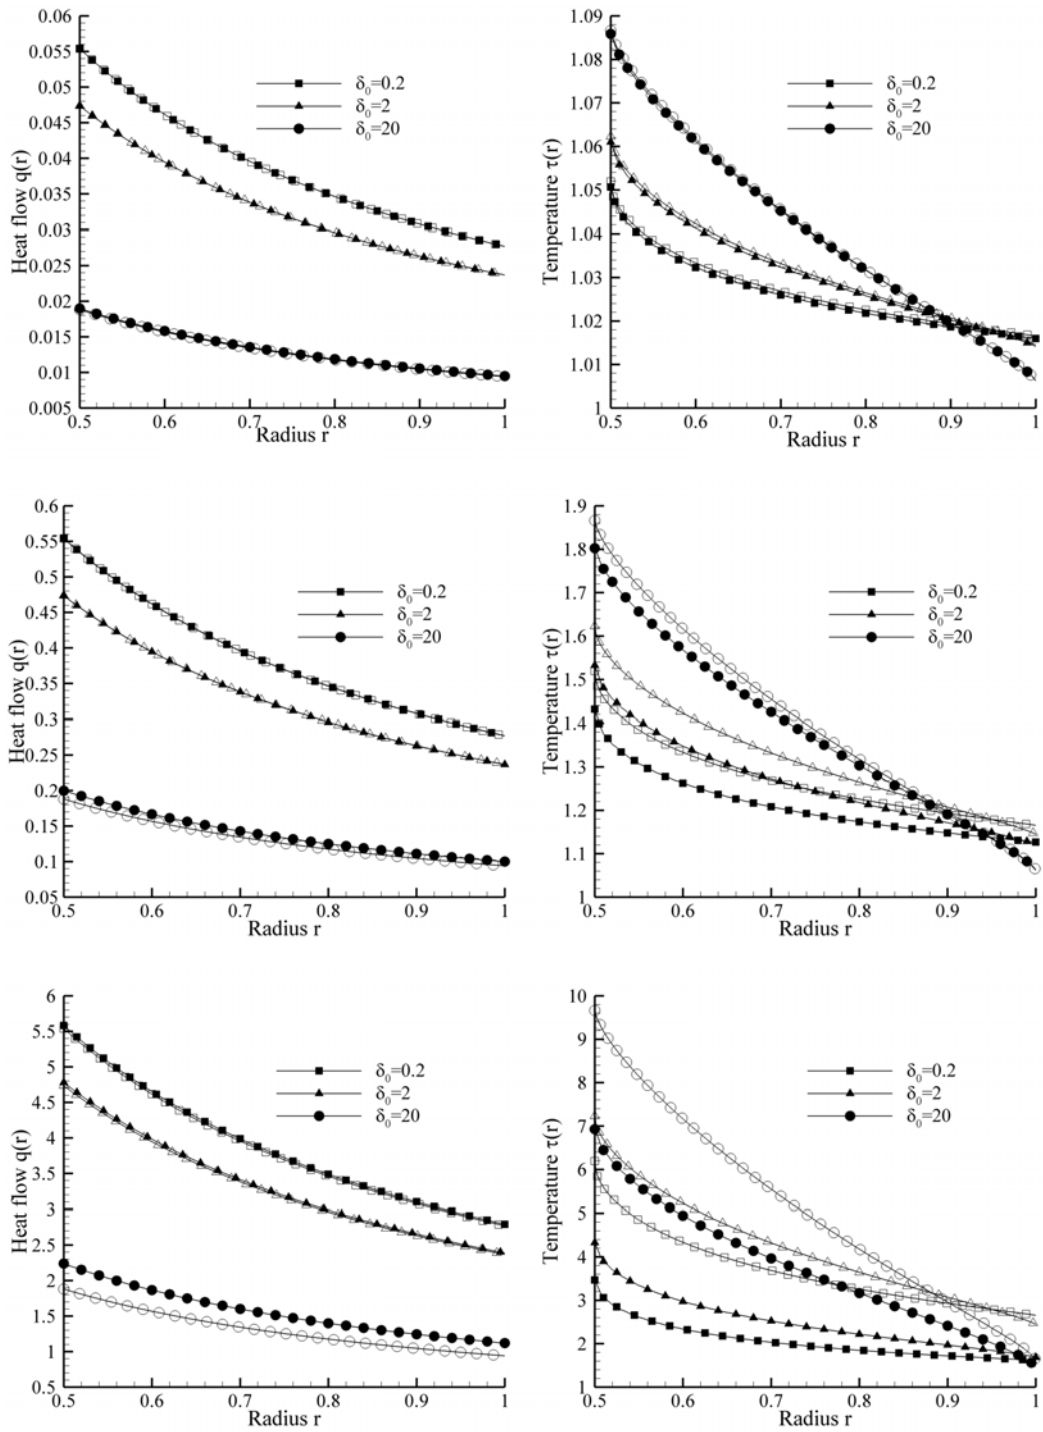 0.06
0.055
0.05
0.045
0.04
0.035
0.03
0.025
0.02
0.015
0.01
0.005
Heat flow q(r)
δ₀=0.2
δ₀=2
δ₀=20
0.5 0.6 0.7 0.8 0.9 1
Radius r
1.09
1.08
1.07
1.06
1.05
1.04
1.03
1.02
1.01
1
Temperature τ(r)
δ₀=0.2
δ₀=2
δ₀=20
0.5 0.6 0.7 0.8 0.9 1
Radius r
0.6
0.55
0.5
0.45
0.4
0.35
0.3
0.25
0.2
0.15
0.1
0.05
Heat flow q(r)
δ₀=0.2
δ₀=2
δ₀=20
0.5 0.6 0.7 0.8 0.9 1
Radius r
1.9
1.8
1.7
1.6
1.5
1.4
1.3
1.2
1.1
1
Temperature τ(r)
δ₀=0.2
δ₀=2
δ₀=20
0.5 0.6 0.7 0.8 0.9 1
Radius r
6
5.5
5
4.5
4
3.5
3
2.5
2
1.5
1
0.5
Heat flow q(r)
δ₀=0.2
δ₀=2
δ₀=20
0.5 0.6 0.7 0.8 0.9 1
Radius r
10
9
8
7
6
5
4
3
2
1
Temperature τ(r)
δ₀=0.2
δ₀=2
δ₀=20
0.5 0.6 0.7 0.8 0.9 1
Radius r